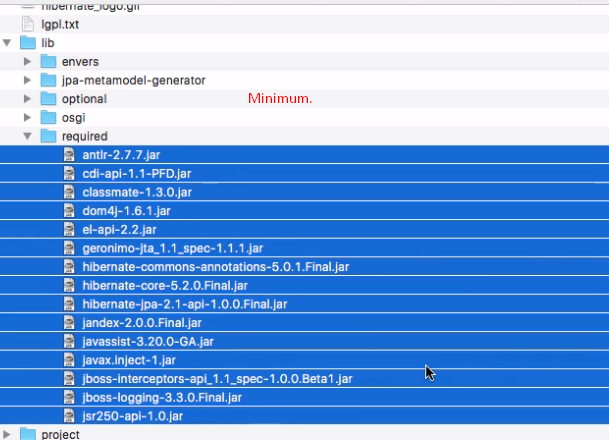 hibernate_logo.gif
lgpl.txt
lib
envers
jpa-metamodel-generator
optional
Minimum.
osgi
required
antlr-2.7.7.jar
cdi-api-1.1-PFD.jar
classmate-1.3.0.jar
dom4j-1.6.1.jar
el-api-2.2.jar
geronimo-jta_1.1_spec-1.1.1.jar
hibernate-commons-annotations-5.0.1.Final.jar
hibernate-core-5.2.0.Final.jar
hibernate-jpa-2.1-api-1.0.0.Final.jar
jandex-2.0.0.Final.jar
javassist-3.20.0-GA.jar
javax.inject-1.jar
jboss-interceptors-api_1.1_spec-1.0.0.Beta1.jar
jboss-logging-3.3.0.Final.jar
jsr250-api-1.0.jar
project